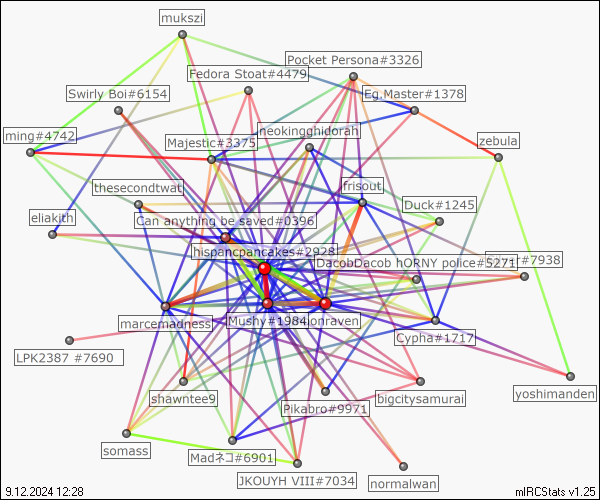 mukszi
Pocket Persona#3326
Fedora Stoat#4479
Swirly Boi#6154
Eg.Master#1378
neokingghidorah
ming#4742
Majestic#3375
zebula
thesecondtwat
frisout
Duck#1245
eliakith
Can anything be saved#0396
hispancpancakes#2928
DacobDacob hORNY police#5271
#7938
marcemadness
Mushy#1984
onraven
Cypha#1717
LPK2387 #7690
shawntee9
Pikabro#9971
bigcitysamurai
yoshimanden
somass
Madネコ#6901
JKOUYH VIII#7034
normalwan
9.12.2024 12:28
mIRCStats v1.25